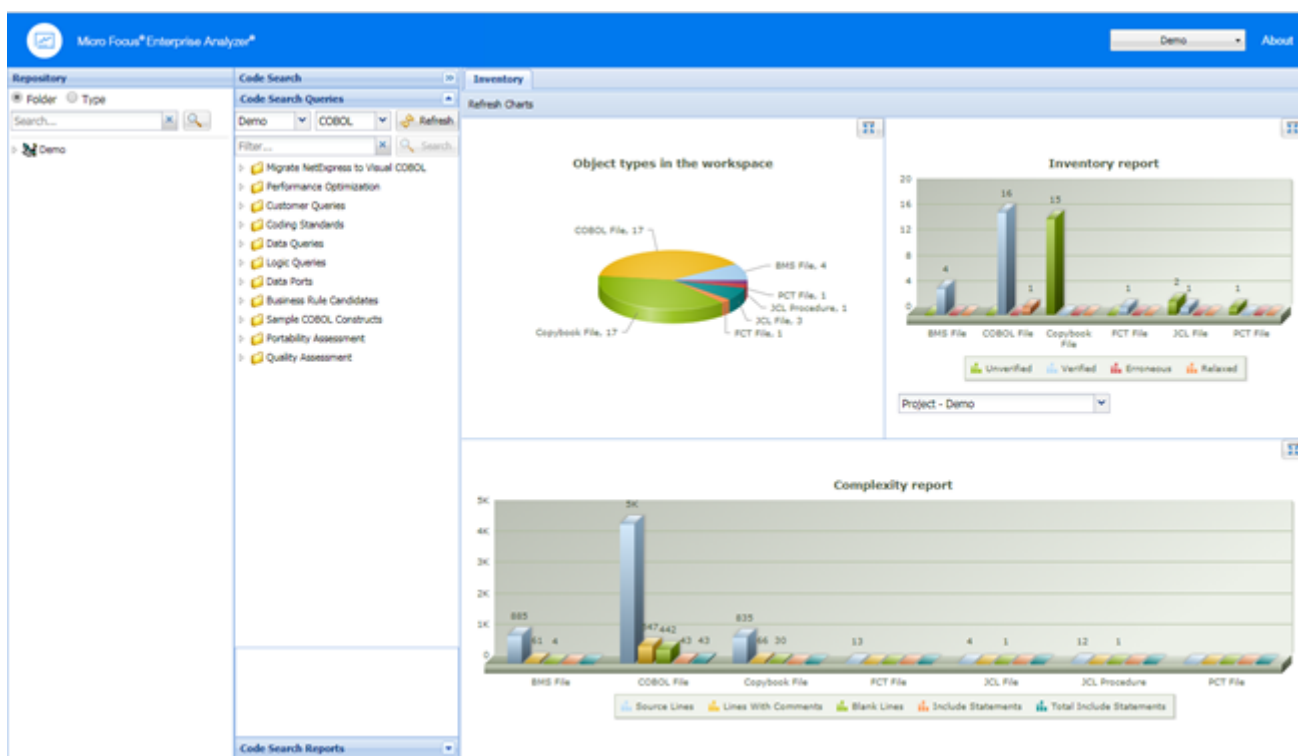 Micro Focus® Enterprise Analyzer®
Demo
About
Repository
Folder Type
Search...
Demo
Code Search
Code Search Queries
Demo COBOL Refresh
Filter... Search
Migrate NetExpress to Visual COBOL
Performance Optimization
Customer Queries
Coding Standards
Data Queries
Logic Queries
Data Ports
Business Rule Candidates
Sample COBOL Constructs
Portability Assessment
Quality Assessment
Code Search Reports
Inventory
Refresh Charts
Object types in the workspace
COBOL File, 17
BMS File, 4
PCT File, 1
JCL Procedure, 1
JCL File, 3
FCT File, 1
Copybook File, 17
Inventory report
20
16
12
8
4
0
4
16
1
15
1
2
1
1
BMS File COBOL File Copybook File FCT File JCL File PCT File
Unverified Verified Erroneous Relaxed
Project - Demo
Complexity report
5K
4K
3K
2K
1K
0
885 61 4
5K 547 442 43 43
835 66 30
13
4 1
12 1
BMS File COBOL File Copybook File FCT File JCL File JCL Procedure PCT File
Source Lines Lines With Comments Blank Lines Include Statements Total Include Statements